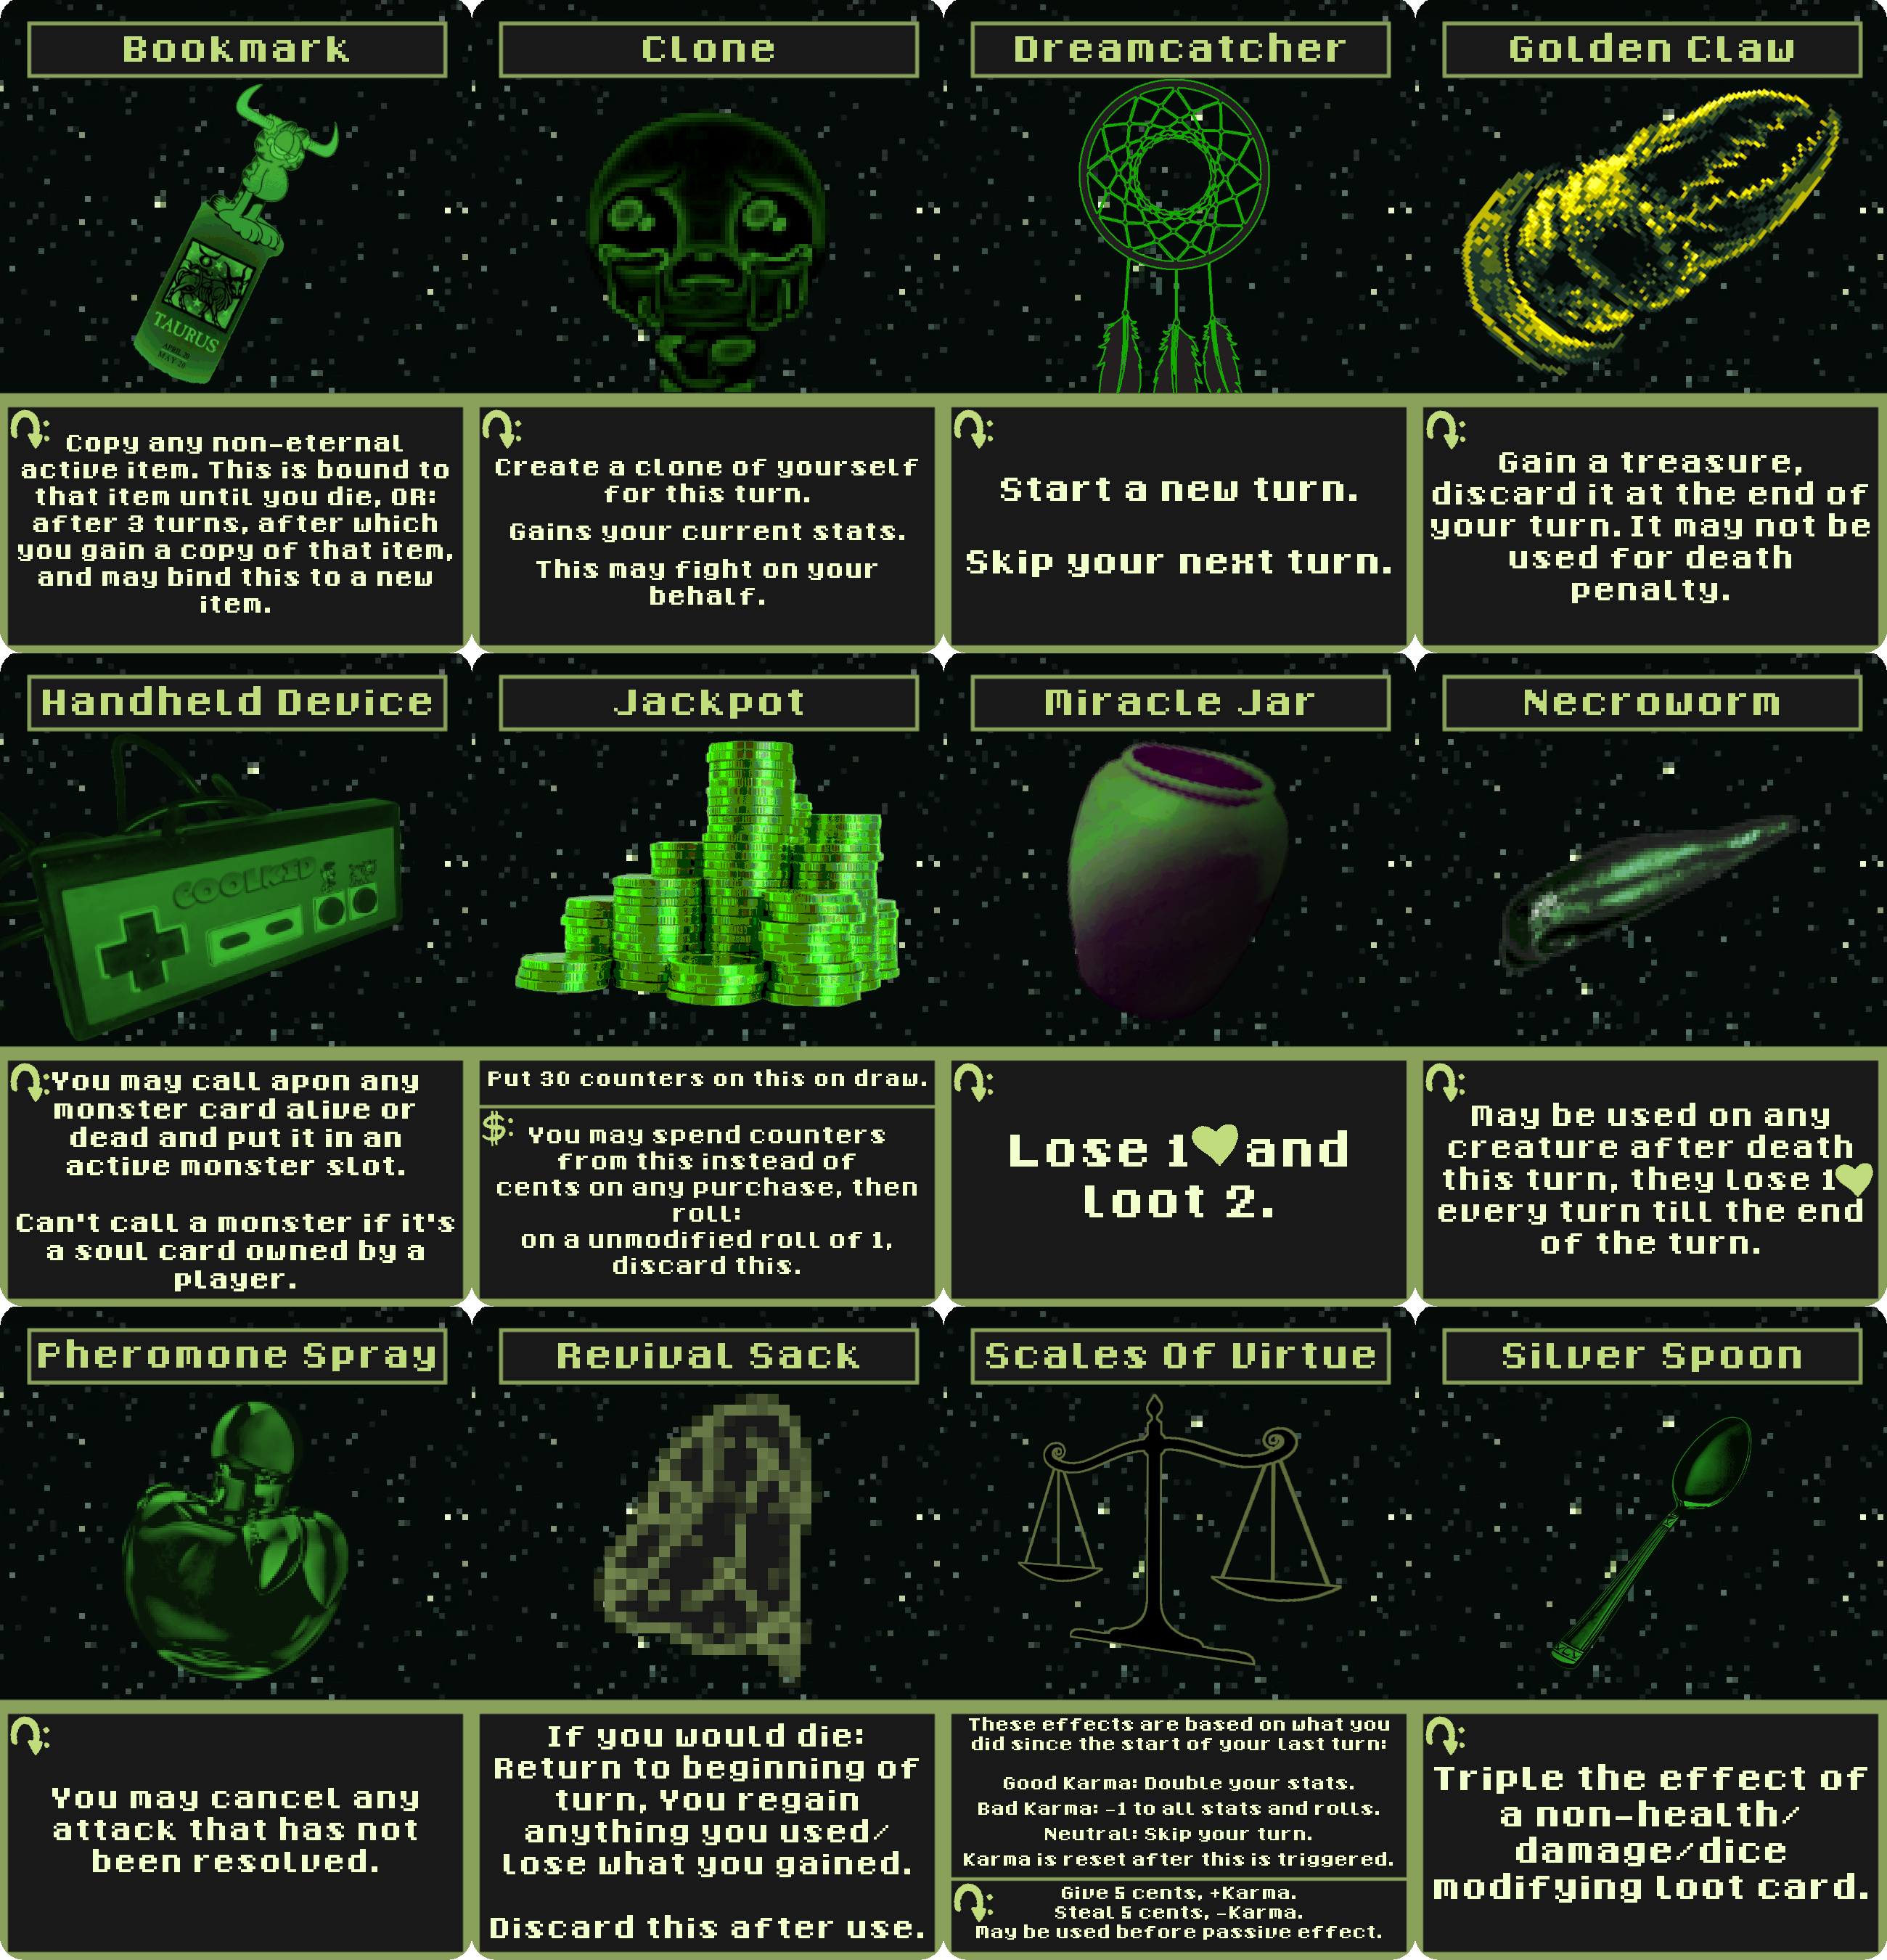 Bookmark
TAURUS
APRIL 20
MAY 20
Copy any non-eternal
active item. This is bound to
that item until you die, OR:
after 3 turns, after which
you gain a copy of that item,
and may bind this to a new
item.
Clone
Create a clone of yourself
for this turn.
Gains your current stats.
This may fight on your
behalf.
Dreamcatcher
Start a new turn.
Skip your next turn.
Golden Claw
Gain a treasure,
discard it at the end of
your turn. It may not be
used for death
penalty.
Handheld Device
COOLKID
You may call apon any
monster card alive or
dead and put it in an
active monster slot.
Can't call a monster if it's
a soul card owned by a
player.
Jackpot
Put 30 counters on this on draw.
$: You may spend counters
from this instead of
cents on any purchase, then
roll:
on a unmodified roll of 1,
discard this.
Miracle Jar
Lose 1 and
loot 2.
Necroworm
May be used on any
creature after death
this turn, they lose 1
every turn till the end
of the turn.
Pheromone Spray
You may cancel any
attack that has not
been resolved.
Revival Sack
If you would die:
Return to beginning of
turn, You regain
anything you used/
lose what you gained.
Discard this after use.
Scales Of Virtue
These effects are based on what you
did since the start of your last turn:
Good Karma: Double your stats.
Bad Karma: -1 to all stats and rolls.
Neutral: Skip your turn.
Karma is reset after this is triggered.
Give 5 cents, +Karma.
Steal 5 cents, -Karma.
May be used before passive effect.
Silver Spoon
Triple the effect of
a non-health/
damage/dice
modifying loot card.